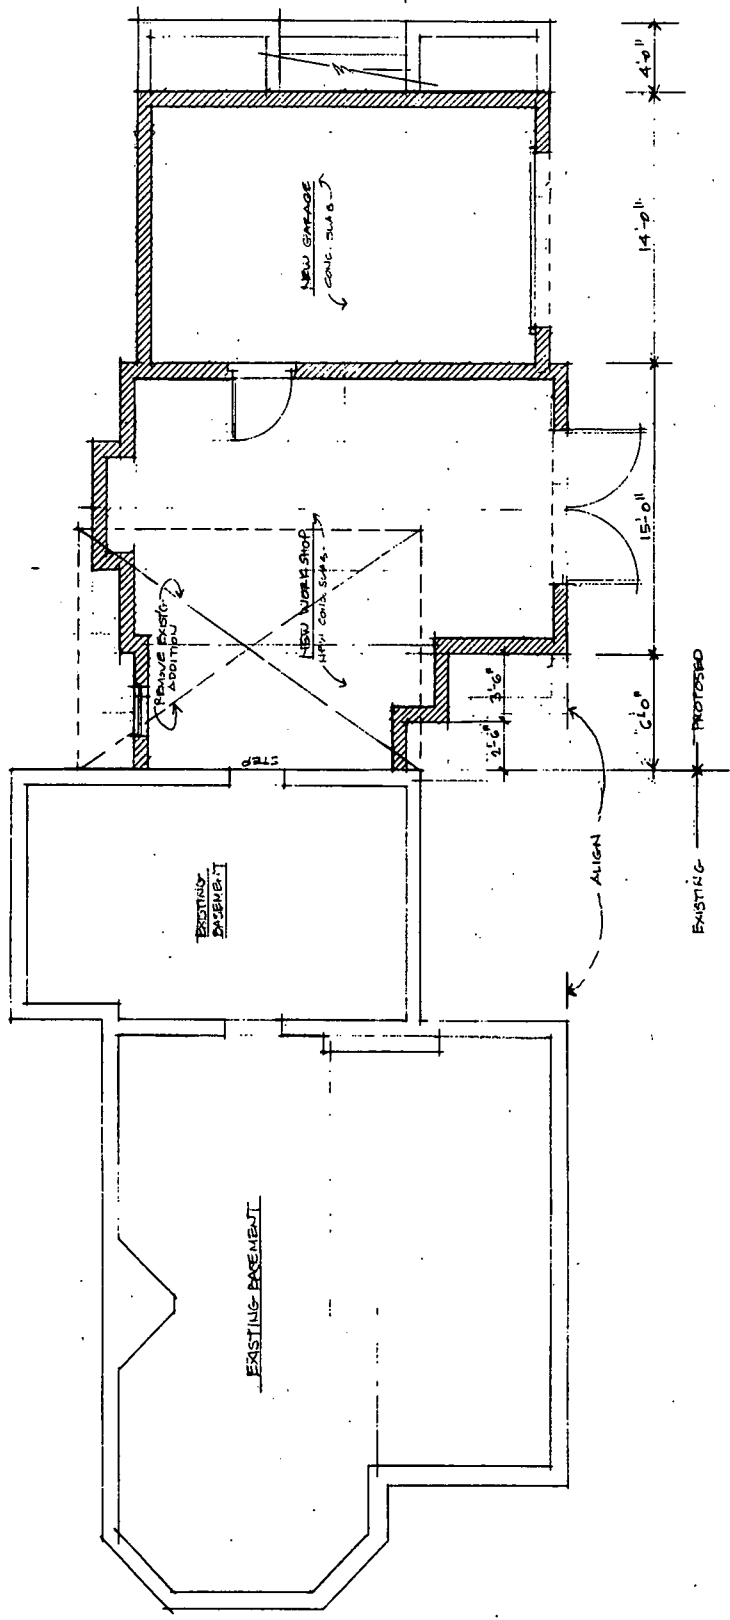 4'-0"
14'-0"
NEW GARAGE
CONC. SLAB
15'-0"
NEW WORKSHOP
NEW CONC. SLAB
REMOVE EXIST'G
ADDITION
3'-6"
2'-6"
6'-0"
PROPOSED
STEP
EXISTING
ALIGN
EXISTING
BASEMENT
EXISTING BASEMENT